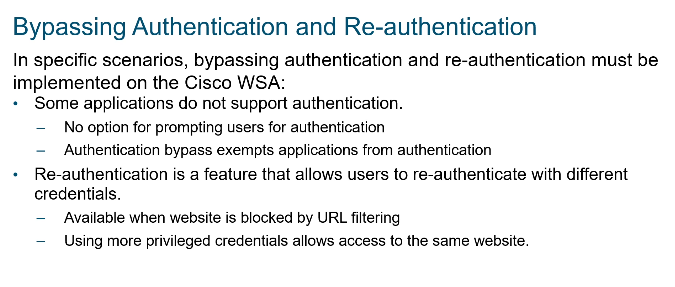 Bypassing Authentication and Re-authentication
In specific scenarios, bypassing authentication and re-authentication must be
implemented on the Cisco WSA:
• Some applications do not support authentication.
– No option for prompting users for authentication
– Authentication bypass exempts applications from authentication
• Re-authentication is a feature that allows users to re-authenticate with different
credentials.
– Available when website is blocked by URL filtering
– Using more privileged credentials allows access to the same website.